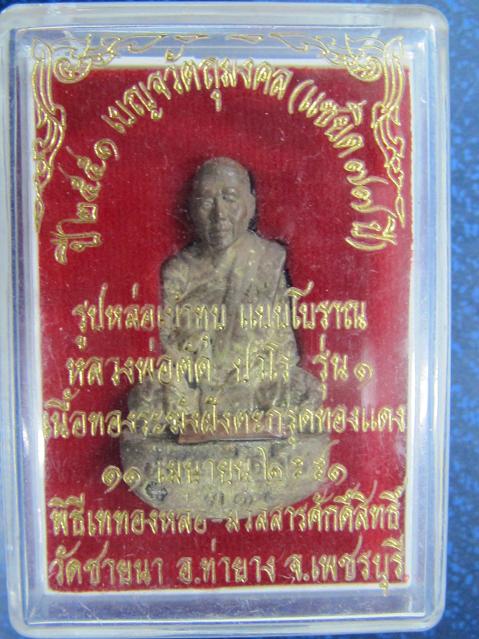 ปี ๒๕๕๑ เบญจวัตถุมงคล (แซยิด ๗๗ ปี)
รูปหล่อเบ้าทุบ แบบโบราณ
หลวงพ่อตัด ปวโร รุ่น ๑
เนื้อทองระฆังฝังตะกรุดทองแดง
๑๑ เมษายน ๒๕๕๑
พิธีเททองหล่อ-มวลสารศักดิ์สิทธิ์
วัดชายนา อ.ท่ายาง จ.เพชรบุรี